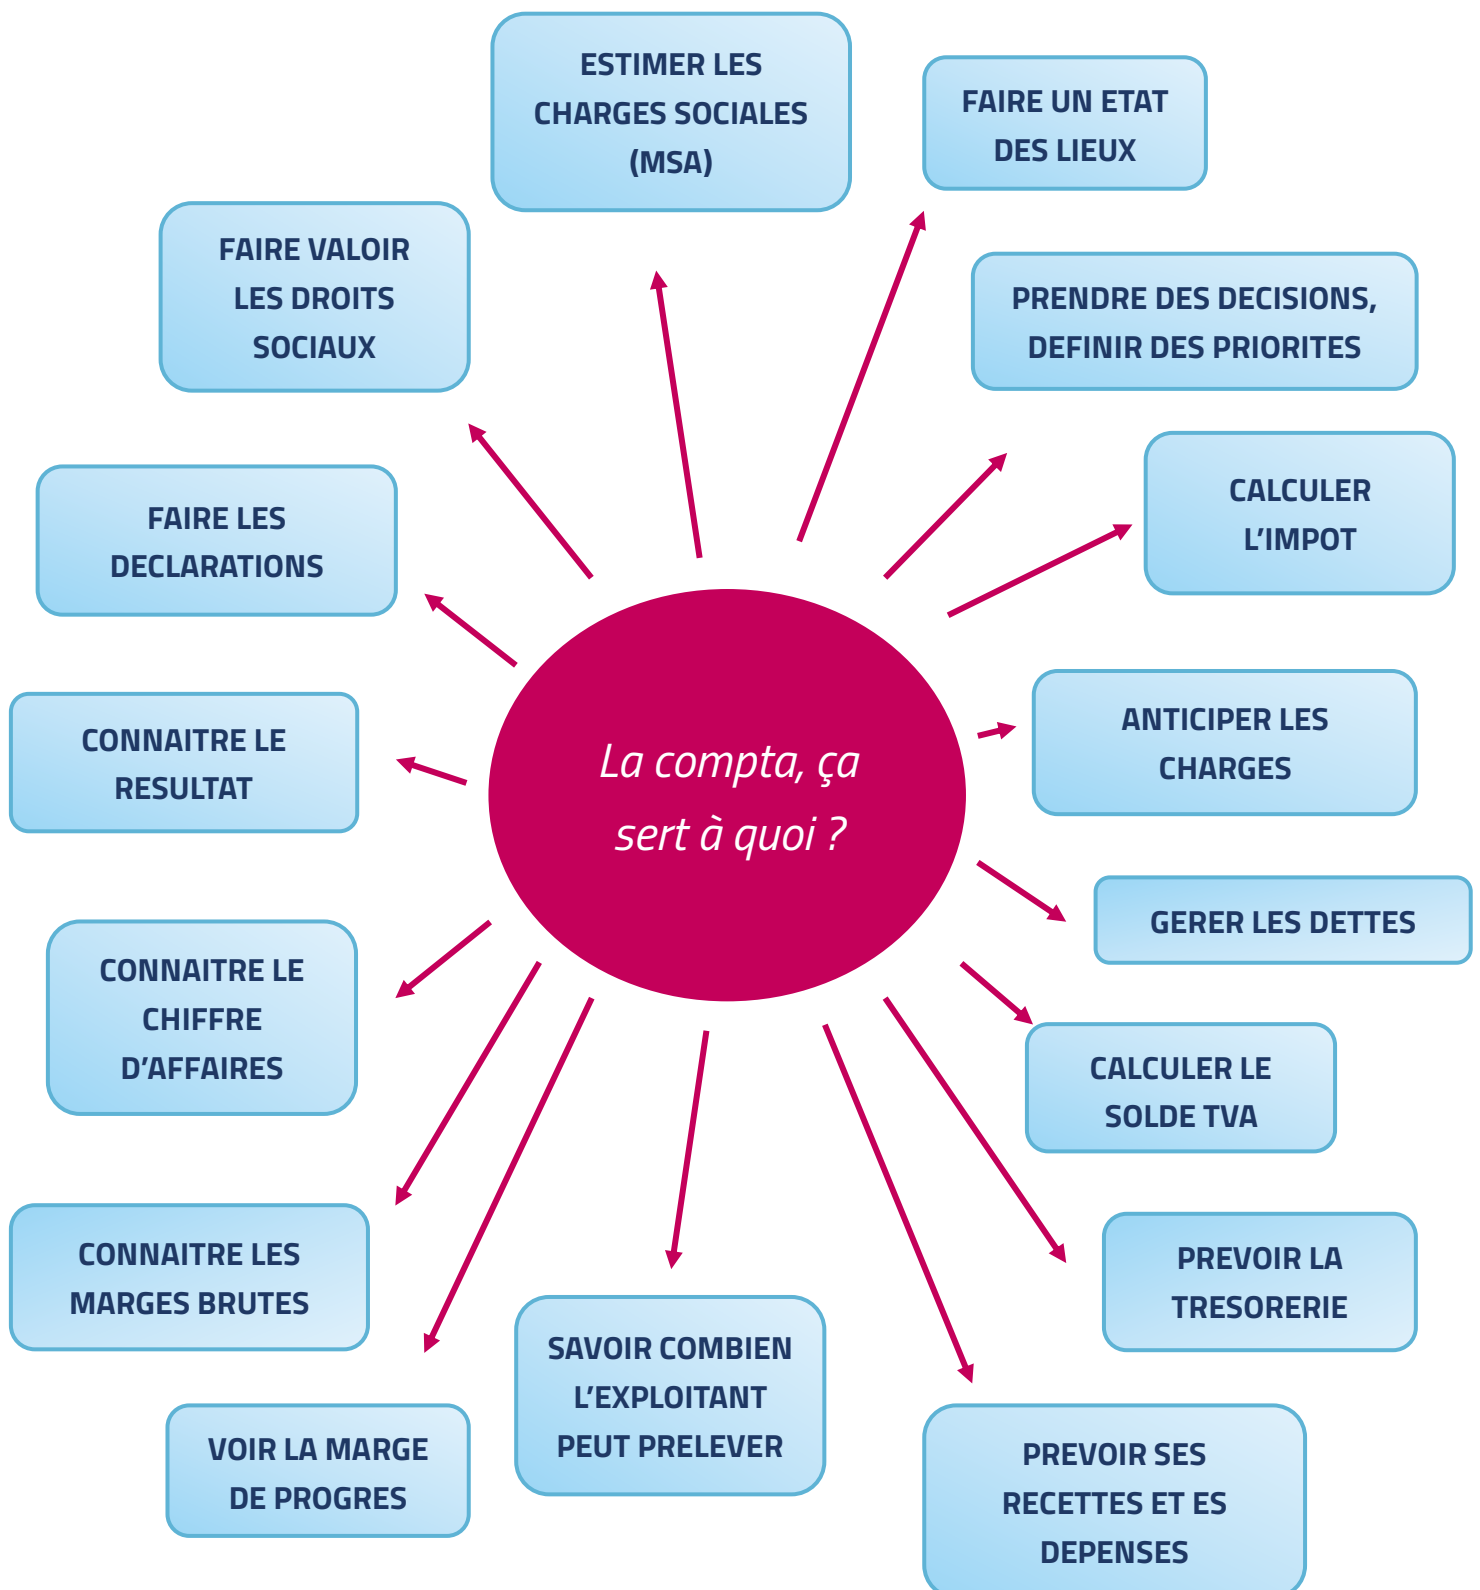 ESTIMER LES
CHARGES SOCIALES
(MSA)
FAIRE UN ETAT
DES LIEUX
FAIRE VALOIR
LES DROITS
SOCIAUX
PRENDRE DES DECISIONS,
DEFINIR DES PRIORITES
CALCULER
L'IMPOT
FAIRE LES
DECLARATIONS
CONNAITRE LE
RESULTAT
La compta, ça
sert à quoi ?
ANTICIPER LES
CHARGES
GERER LES DETTES
CONNAITRE LE
CHIFFRE
D'AFFAIRES
CALCULER LE
SOLDE TVA
CONNAITRE LES
MARGES BRUTES
PREVOIR LA
TRESORERIE
SAVOIR COMBIEN
L'EXPLOITANT
PEUT PRELEVER
VOIR LA MARGE
DE PROGRES
PREVOIR SES
RECETTES ET ES
DEPENSES